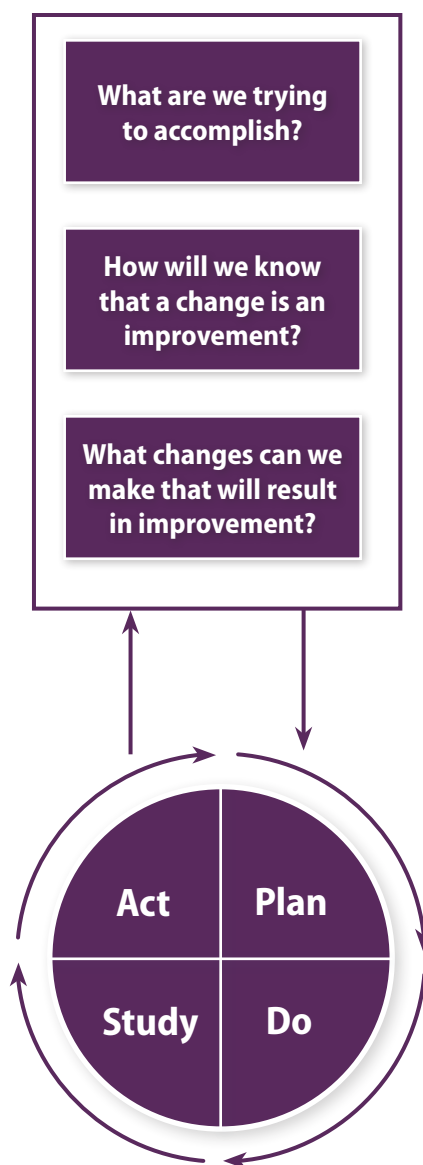 What are we trying
to accomplish?
How will we know
that a change is an
improvement?
What changes can we
make that will result
in improvement?
Act
Plan
Study
Do